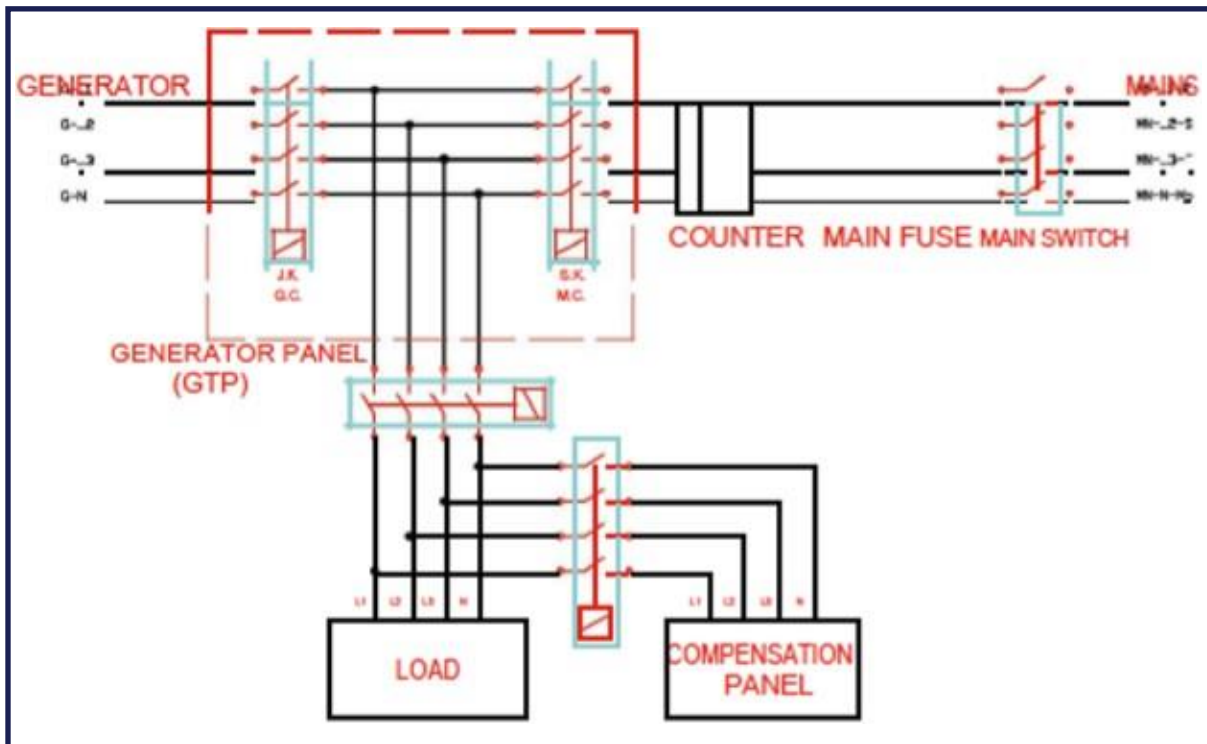 GENERATOR
MAINS
G-..2
G-..3
G-N
COUNTER
MAIN FUSE
MAIN SWITCH
J.K.
G.C.
S.K.
M.C.
GENERATOR PANEL
(GTP)
L1 L2 L3 N
L1 L2 L3 N
LOAD
COMPENSATION
PANEL